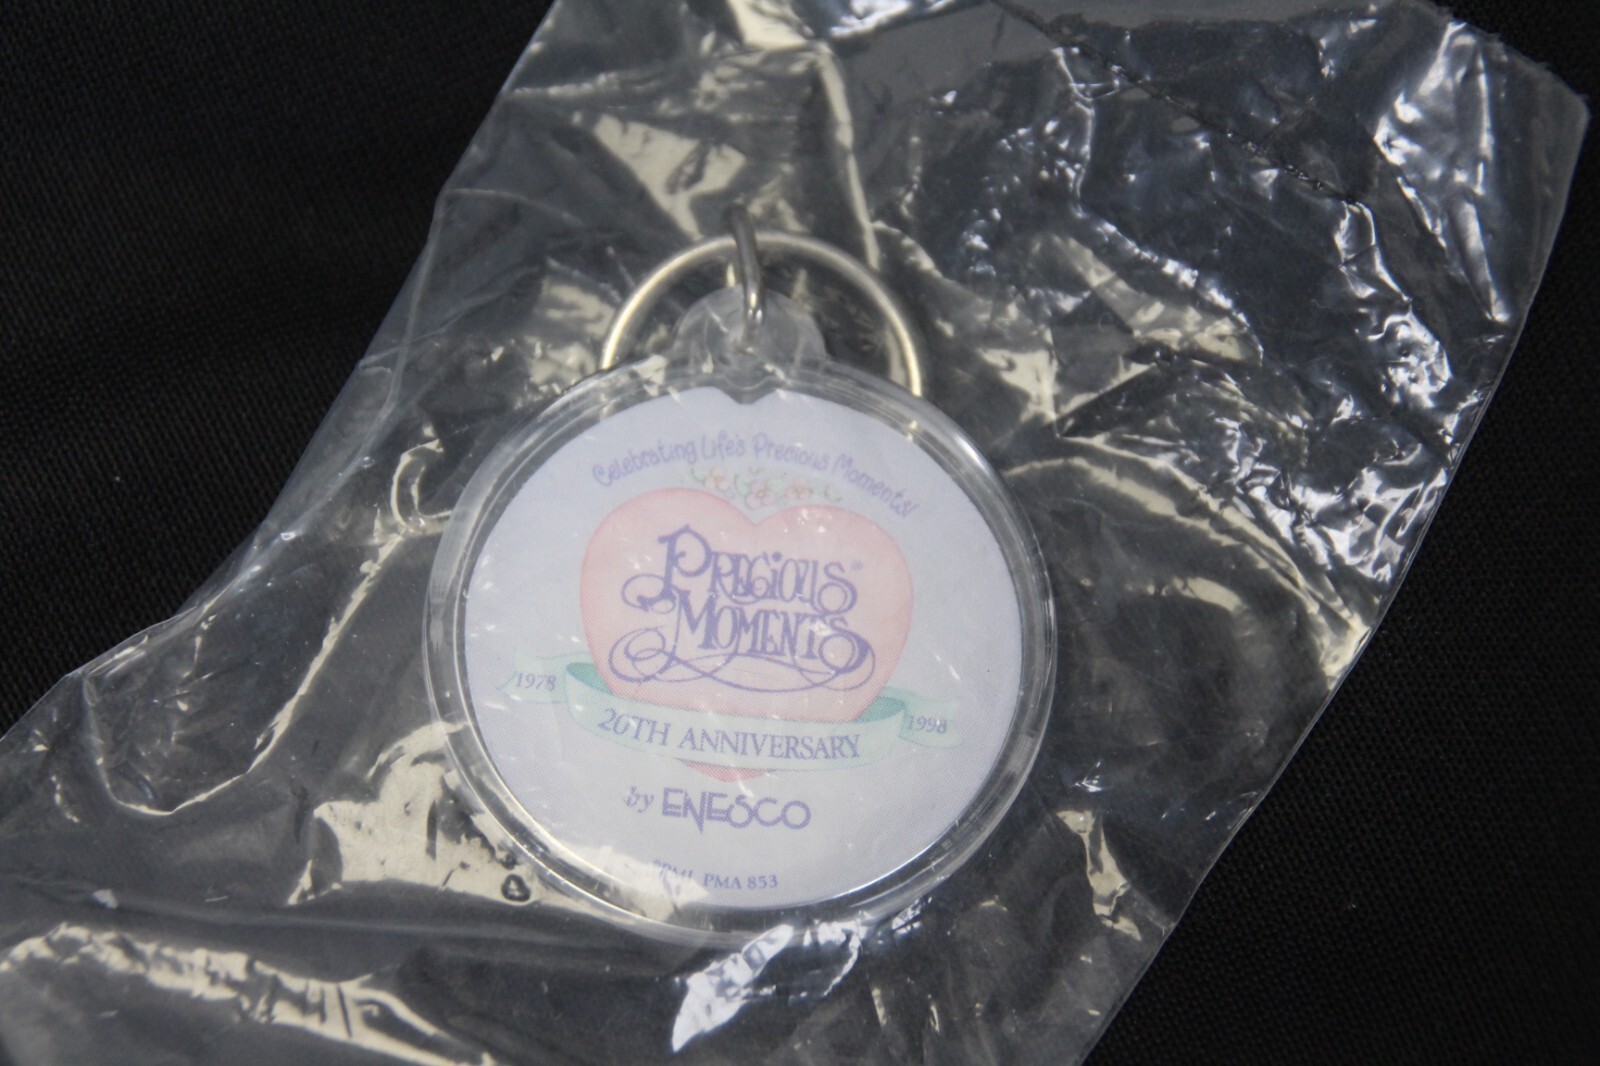 Celebrating Life's Precious Moments!
PRECIOUS®
MOMENTS
1978
20TH ANNIVERSARY
1998
by ENESCO
PMA 853